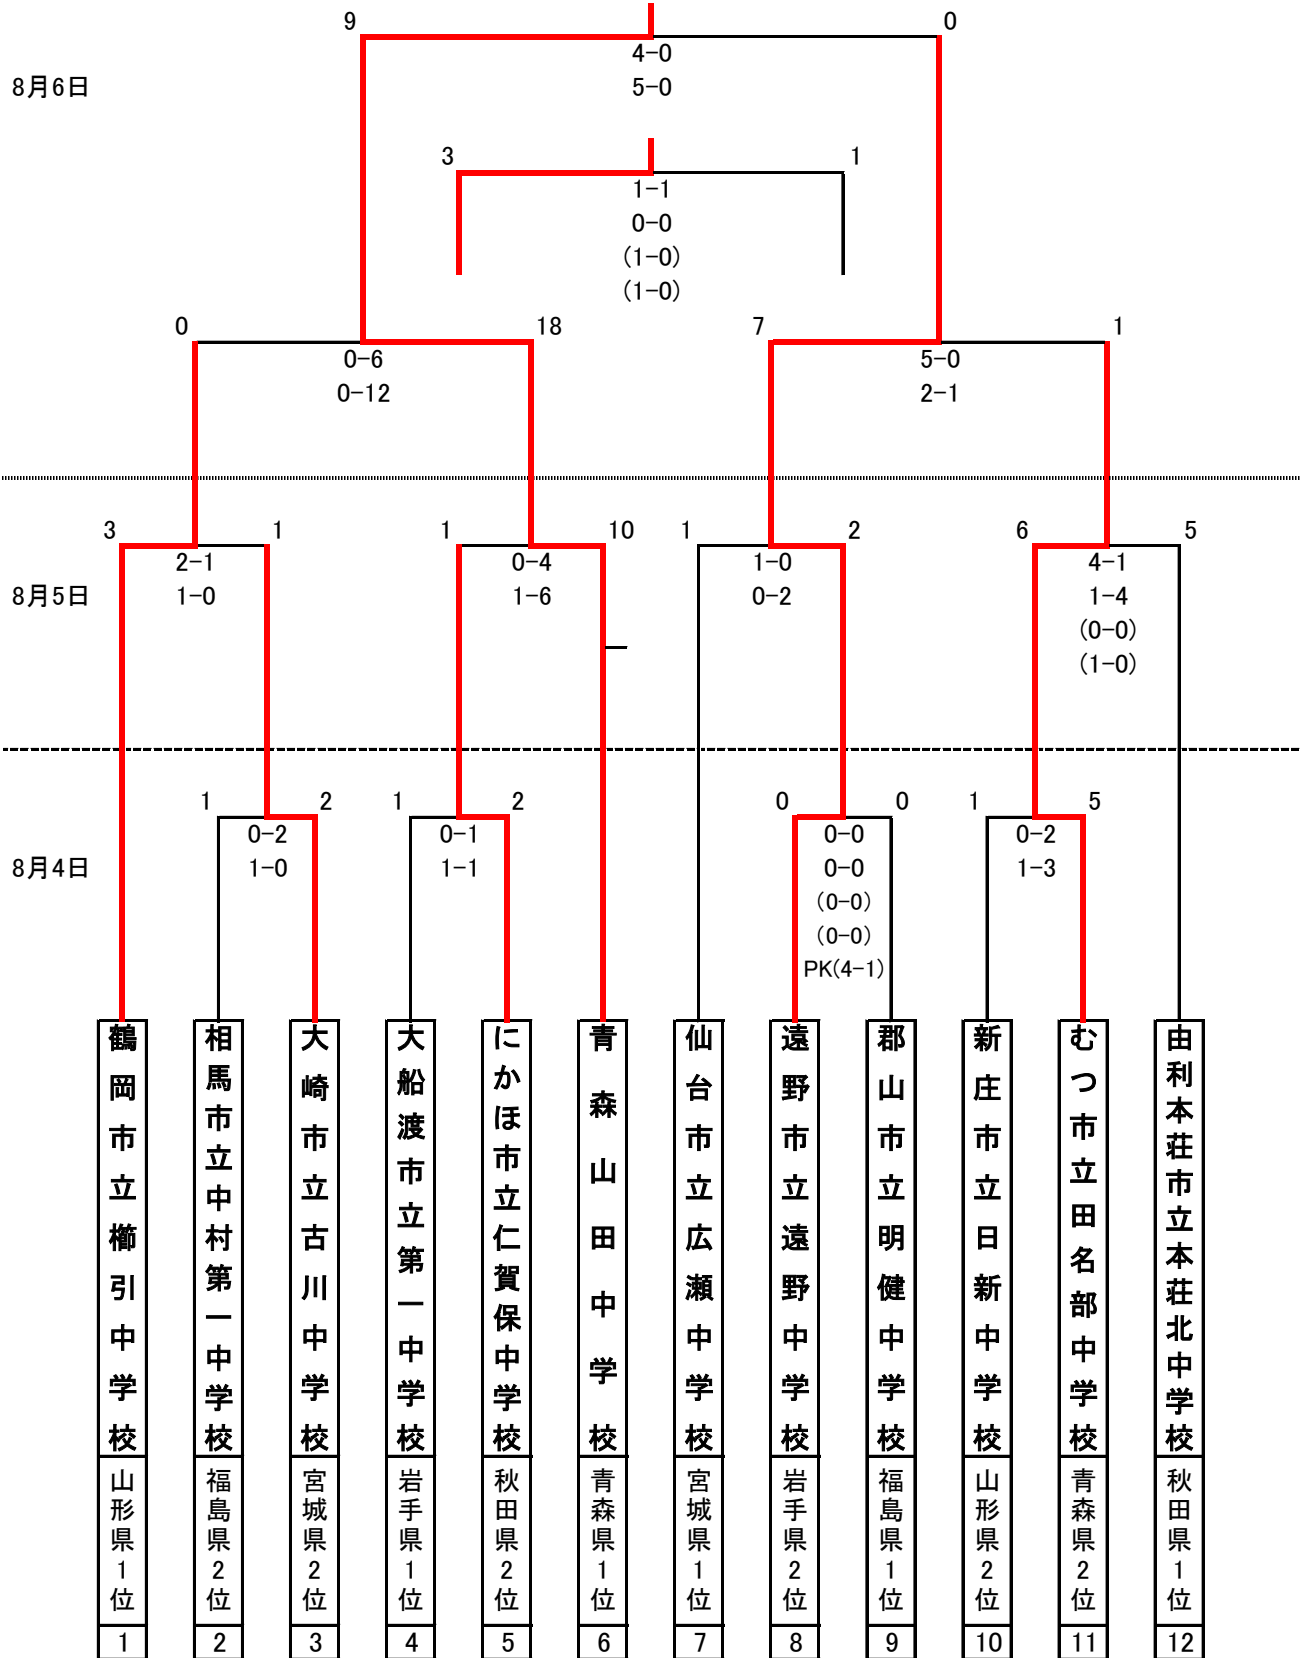 9
0
4-0
8月6日
5-0
3
1
1-1
0-0
(1-0)
(1-0)
0
18
7
1
0-6
5-0
0-12
2-1
3
1
1
10
1
2
6
5
2-1
0-4
1-0
4-1
8月5日
1-0
1-6
0-2
1-4
(0-0)
(1-0)
1
2
1
2
0
0
1
5
0-2
0-1
0-0
0-2
8月4日
1-0
1-1
0-0
1-3
(0-0)
(0-0)
PK(4-1)
鶴岡市立櫛引中学校
山形県1位
1
相馬市立中村第一中学校
福島県2位
2
大崎市立古川中学校
宮城県2位
3
大船渡市立第一中学校
岩手県1位
4
にかほ市立仁賀保中学校
秋田県2位
5
青森山田中学校
青森県1位
6
仙台市立広瀬中学校
宮城県1位
7
遠野市立遠野中学校
岩手県2位
8
郡山市立明健中学校
福島県1位
9
新庄市立日新中学校
山形県2位
10
むつ市立田名部中学校
青森県2位
11
由利本荘市立本荘北中学校
秋田県1位
12